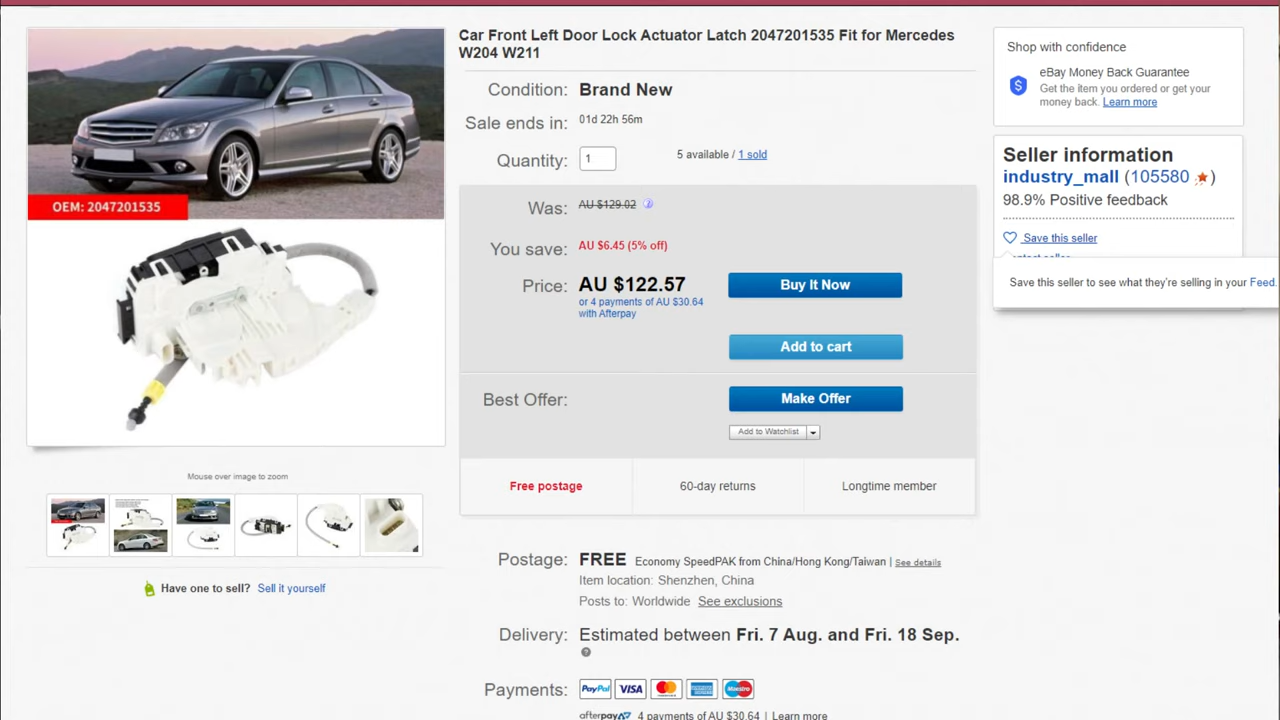 Car Front Left Door Lock Actuator Latch 2047201535 Fit for Mercedes
W204 W211
Condition: Brand New
Sale ends in: 01d 22h 56m
Quantity: 1
5 available / 1 sold
OEM: 2047201535
Was: AU $129.02
You save: AU $6.45 (5% off)
Price: AU $122.57
or 4 payments of AU $30.64
with Afterpay
Buy It Now
Add to cart
Best Offer:
Make Offer
Add to Watchlist
Free postage
60-day returns
Longtime member
Mouse over image to zoom
Have one to sell? Sell it yourself
Postage: FREE Economy SpeedPAK from China/Hong Kong/Taiwan | See details
Item location: Shenzhen, China
Posts to: Worldwide See exclusions
Delivery: Estimated between Fri. 7 Aug. and Fri. 18 Sep.
Payments: PayPal VISA Maestro
afterpay 4 payments of AU $30.64 | Learn more
Shop with confidence
eBay Money Back Guarantee
Get the item you ordered or get your
money back. Learn more
Seller information
industry_mall (105580 )
98.9% Positive feedback
Save this seller
Save this seller to see what they're selling in your Feed.